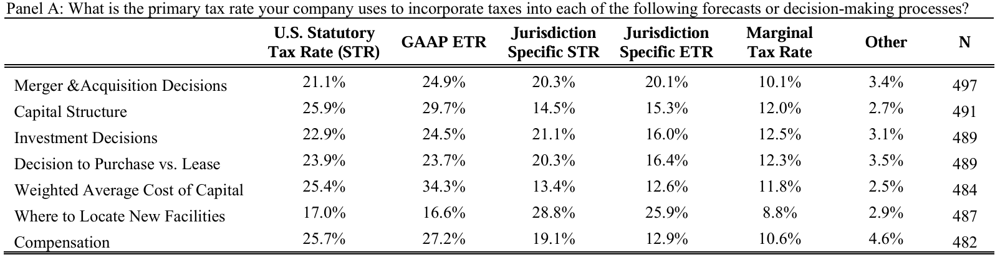 Panel A: What is the primary tax rate your company uses to incorporate taxes into each of the following forecasts or decision-making processes?
U.S. Statutory Tax Rate (STR) GAAP ETR Jurisdiction Specific STR Jurisdiction Specific ETR Marginal Tax Rate Other N
Merger &Acquisition Decisions 21.1% 24.9% 20.3% 20.1% 10.1% 3.4% 497
Capital Structure 25.9% 29.7% 14.5% 15.3% 12.0% 2.7% 491
Investment Decisions 22.9% 24.5% 21.1% 16.0% 12.5% 3.1% 489
Decision to Purchase vs. Lease 23.9% 23.7% 20.3% 16.4% 12.3% 3.5% 489
Weighted Average Cost of Capital 25.4% 34.3% 13.4% 12.6% 11.8% 2.5% 484
Where to Locate New Facilities 17.0% 16.6% 28.8% 25.9% 8.8% 2.9% 487
Compensation 25.7% 27.2% 19.1% 12.9% 10.6% 4.6% 482